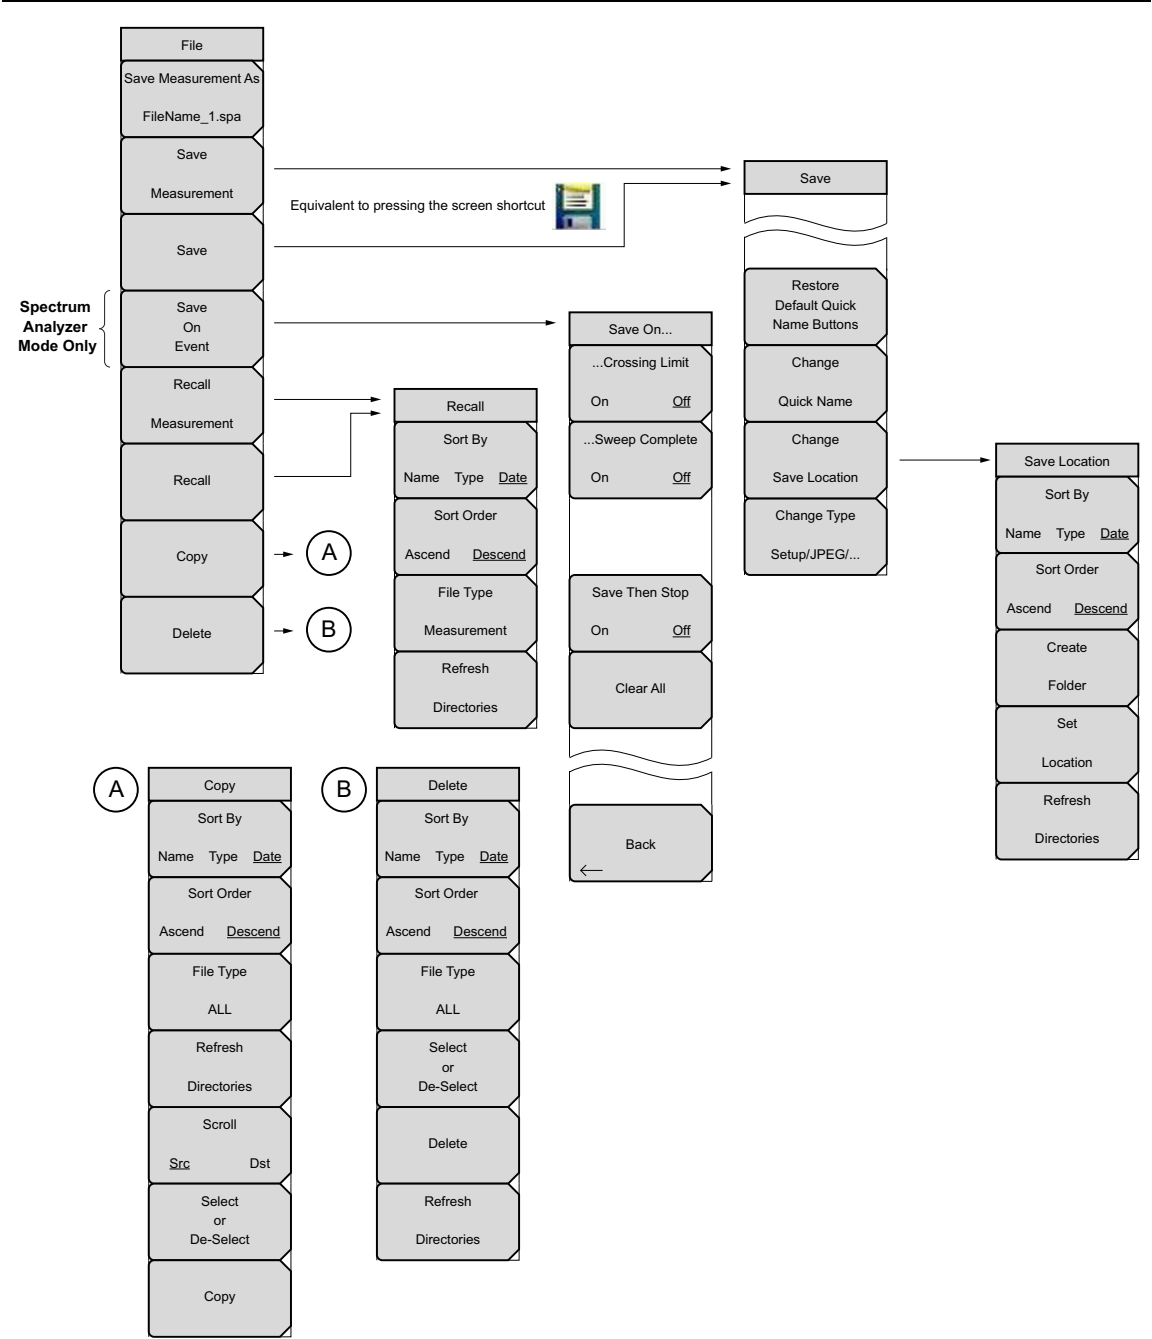 File
Save Measurement As
FileName_1.spa
Save
Measurement
Save
Save
On
Event
Recall
Measurement
Recall
Copy
Delete
Spectrum
Analyzer
Mode Only
Equivalent to pressing the screen shortcut
A
B
Recall
Sort By
Name Type Date
Sort Order
Ascend Descend
File Type
Measurement
Refresh
Directories
Save On...
...Crossing Limit
On Off
...Sweep Complete
On Off
Save Then Stop
On Off
Clear All
Back
Save
Restore
Default Quick
Name Buttons
Change
Quick Name
Change
Save Location
Change Type
Setup/JPEG/...
Save Location
Sort By
Name Type Date
Sort Order
Ascend Descend
Create
Folder
Set
Location
Refresh
Directories
A
Copy
Sort By
Name Type Date
Sort Order
Ascend Descend
File Type
ALL
Refresh
Directories
Scroll
Src Dst
Select
or
De-Select
Copy
B
Delete
Sort By
Name Type Date
Sort Order
Ascend Descend
File Type
ALL
Select
or
De-Select
Delete
Refresh
Directories